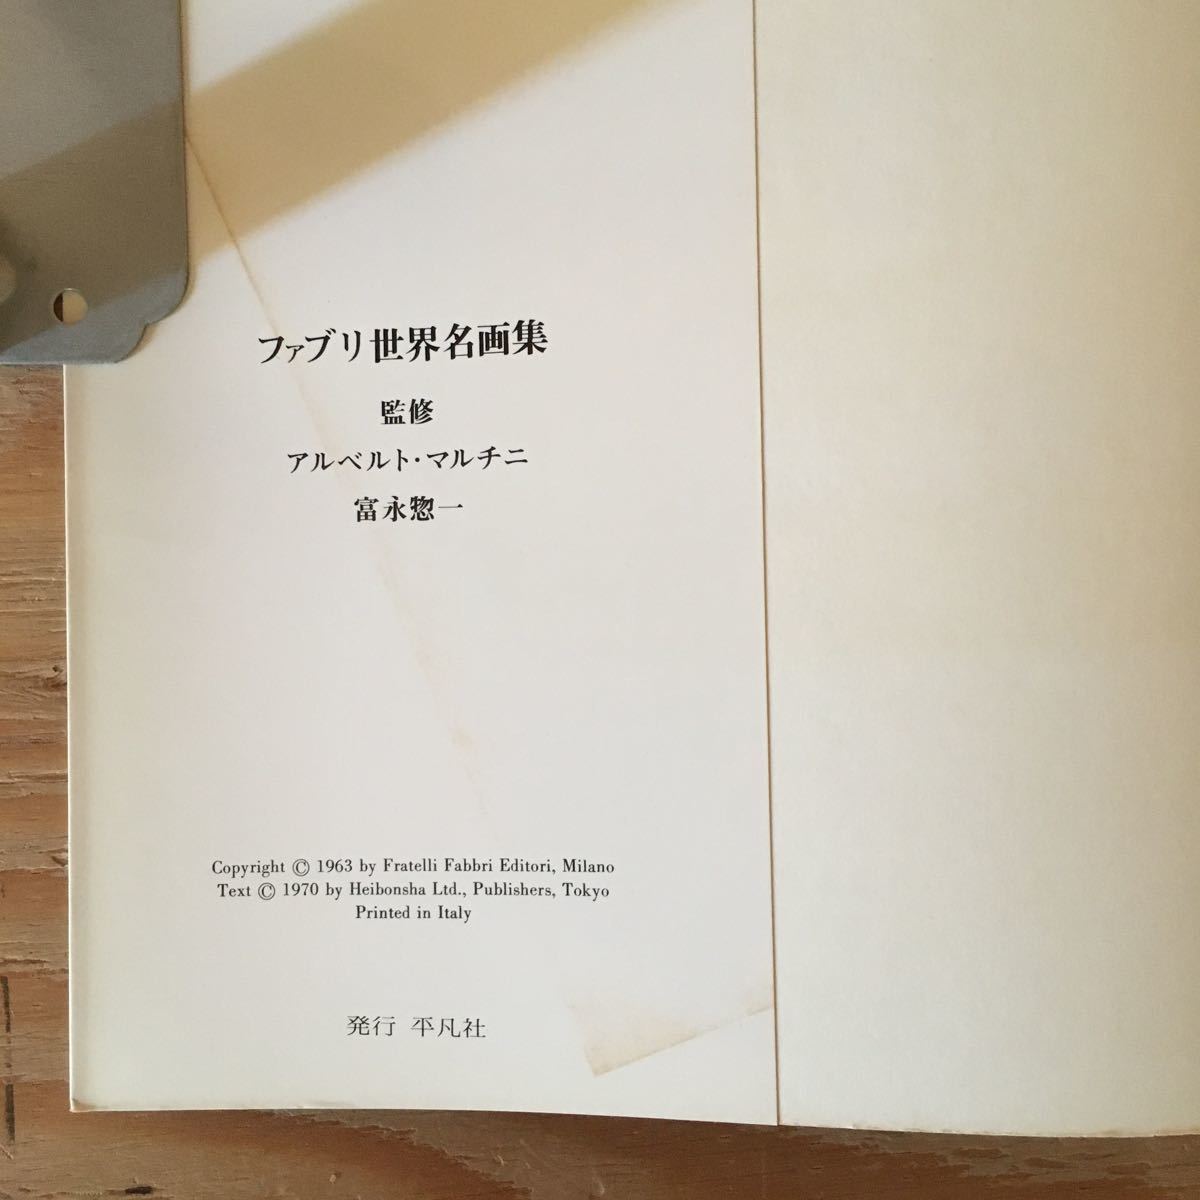 ファブリ世界名画集
監修
アルベルト・マルチニ
富永惣一
Copyright © 1963 by Fratelli Fabbri Editori, Milano
Text © 1970 by Heibonsha Ltd., Publishers, Tokyo
Printed in Italy
発行 平凡社